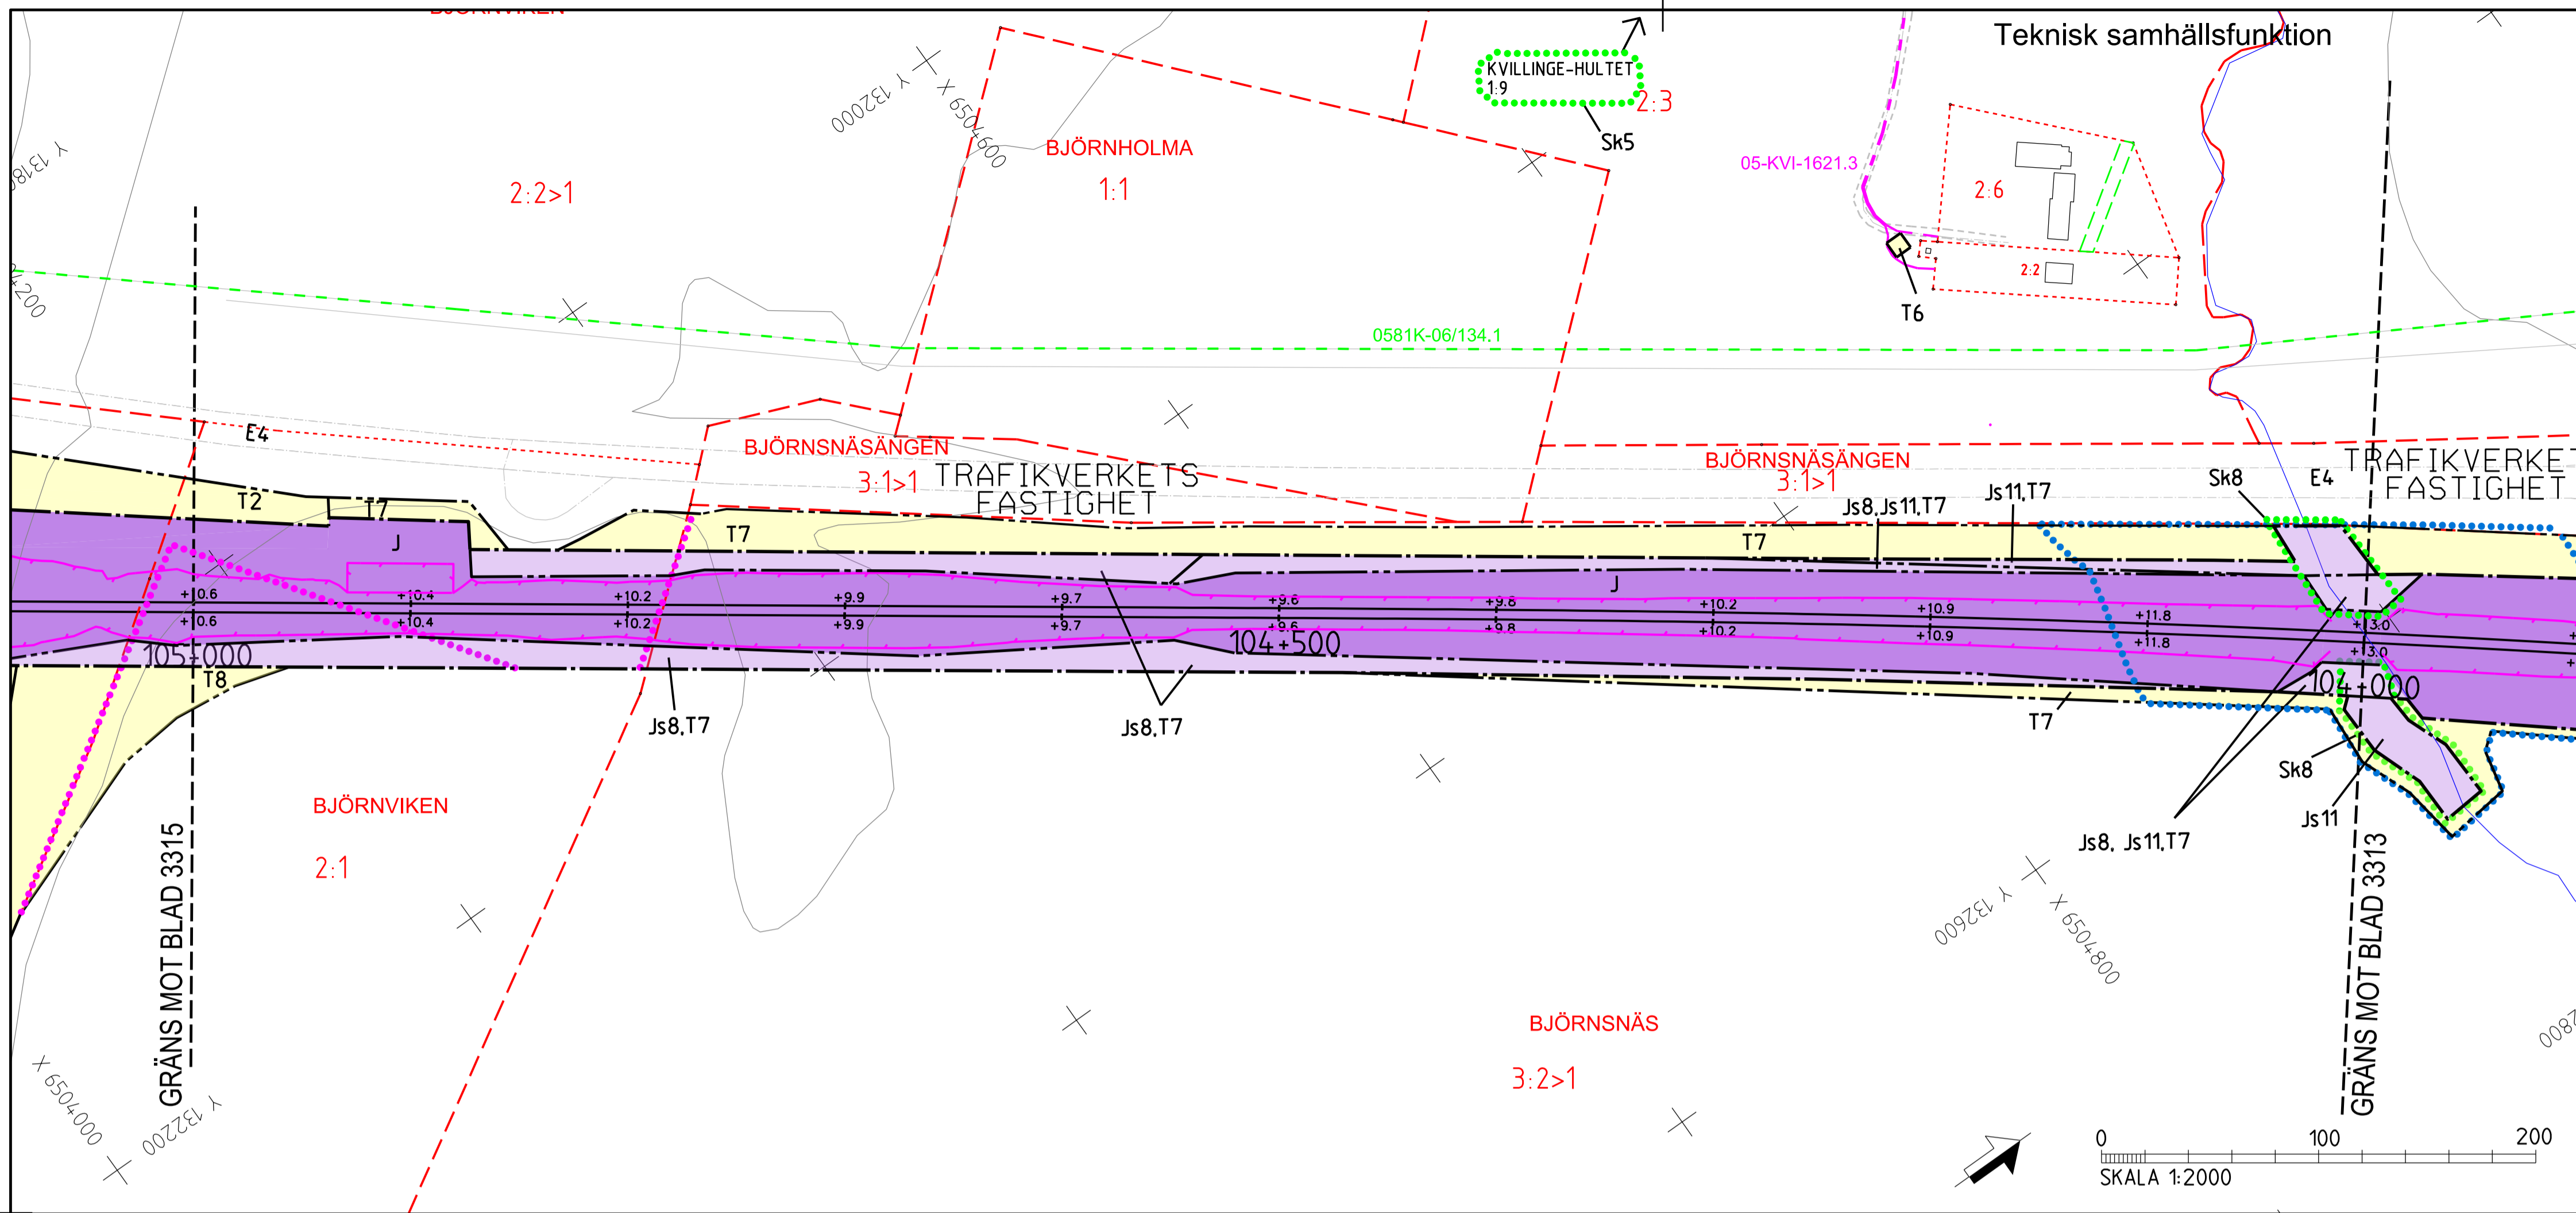 Teknisk samhällsfunktion
KVILLINGE-HULTET
1:9
2:3
Sk5
Y 132000
X 6504600
BJÖRNHOLMA
1:1
2:2>1
05-KVI-1621.3
2:6
2:2
T6
0581K-06/134.1
E4
BJÖRNSNÄSÄNGEN
3:1>1
TRAFIKVERKETS
FASTIGHET
BJÖRNSNÄSÄNGEN
3:1>1
Sk8
E4
FASTIGHET
T2
T7
J
T7
T7
Js8,Js11,T7
Js11,T7
J
+10.6
+10.4
+10.2
+9.9
+9.7
+9.6
+9.8
+10.2
+10.9
+11.8
+13.0
+10.6
+10.4
+10.2
+9.9
+9.7
+9.6
+9.8
+10.2
+10.9
+11.8
+13.0
105+000
104+500
104+000
T8
Js8,T7
Js8,T7
T7
Sk8
Js11
Js8, Js11,T7
BJÖRNVIKEN
2:1
GRÄNS MOT BLAD 3315
GRÄNS MOT BLAD 3313
Y 132600
X 6504800
BJÖRNSNÄS
3:2>1
X 6504000
Y 132200
0 100 200
SKALA 1:2000